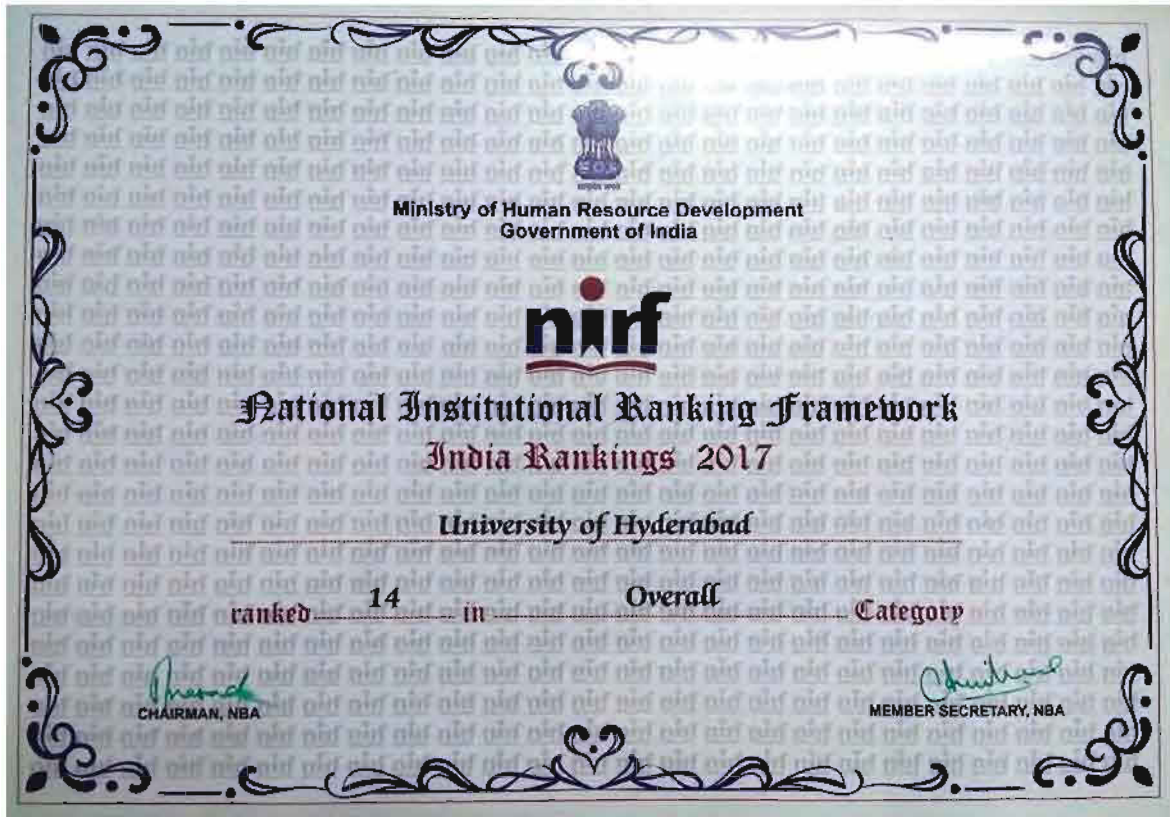 Ministry of Human Resource Development
Government of India
nirf
National Institutional Ranking Framework
India Rankings 2017
University of Hyderabad
ranked 14 in Overall Category
CHAIRMAN, NBA
MEMBER SECRETARY, NBA